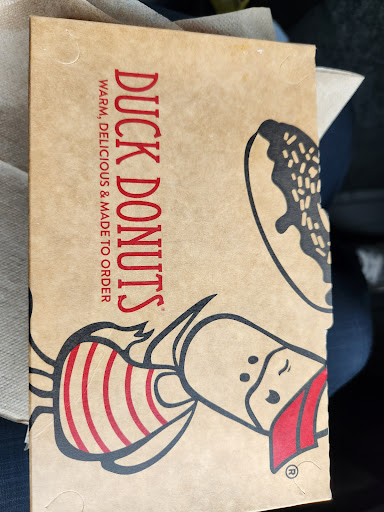 DUCK DONUTS®
WARM, DELICIOUS & MADE TO ORDER
®